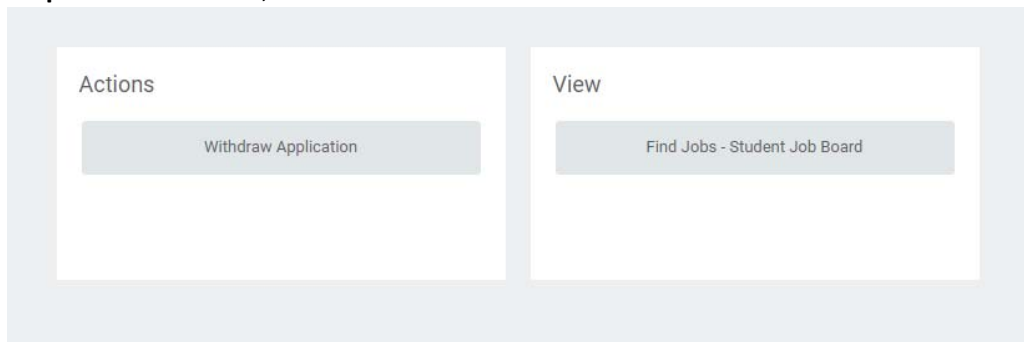 Actions
View
Withdraw Application
Find Jobs - Student Job Board